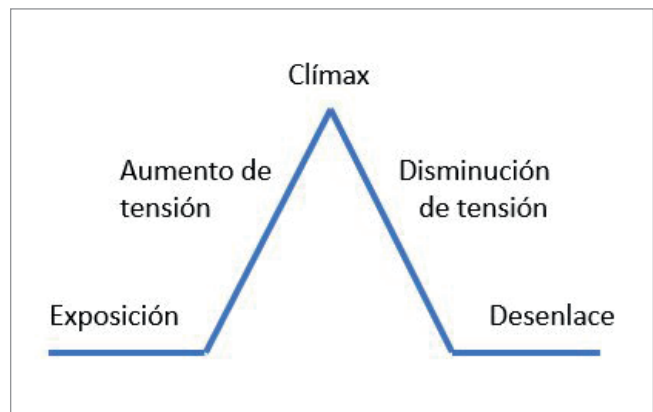 Clímax
Aumento de
tensión
Disminución
de tensión
Exposición
Desenlace